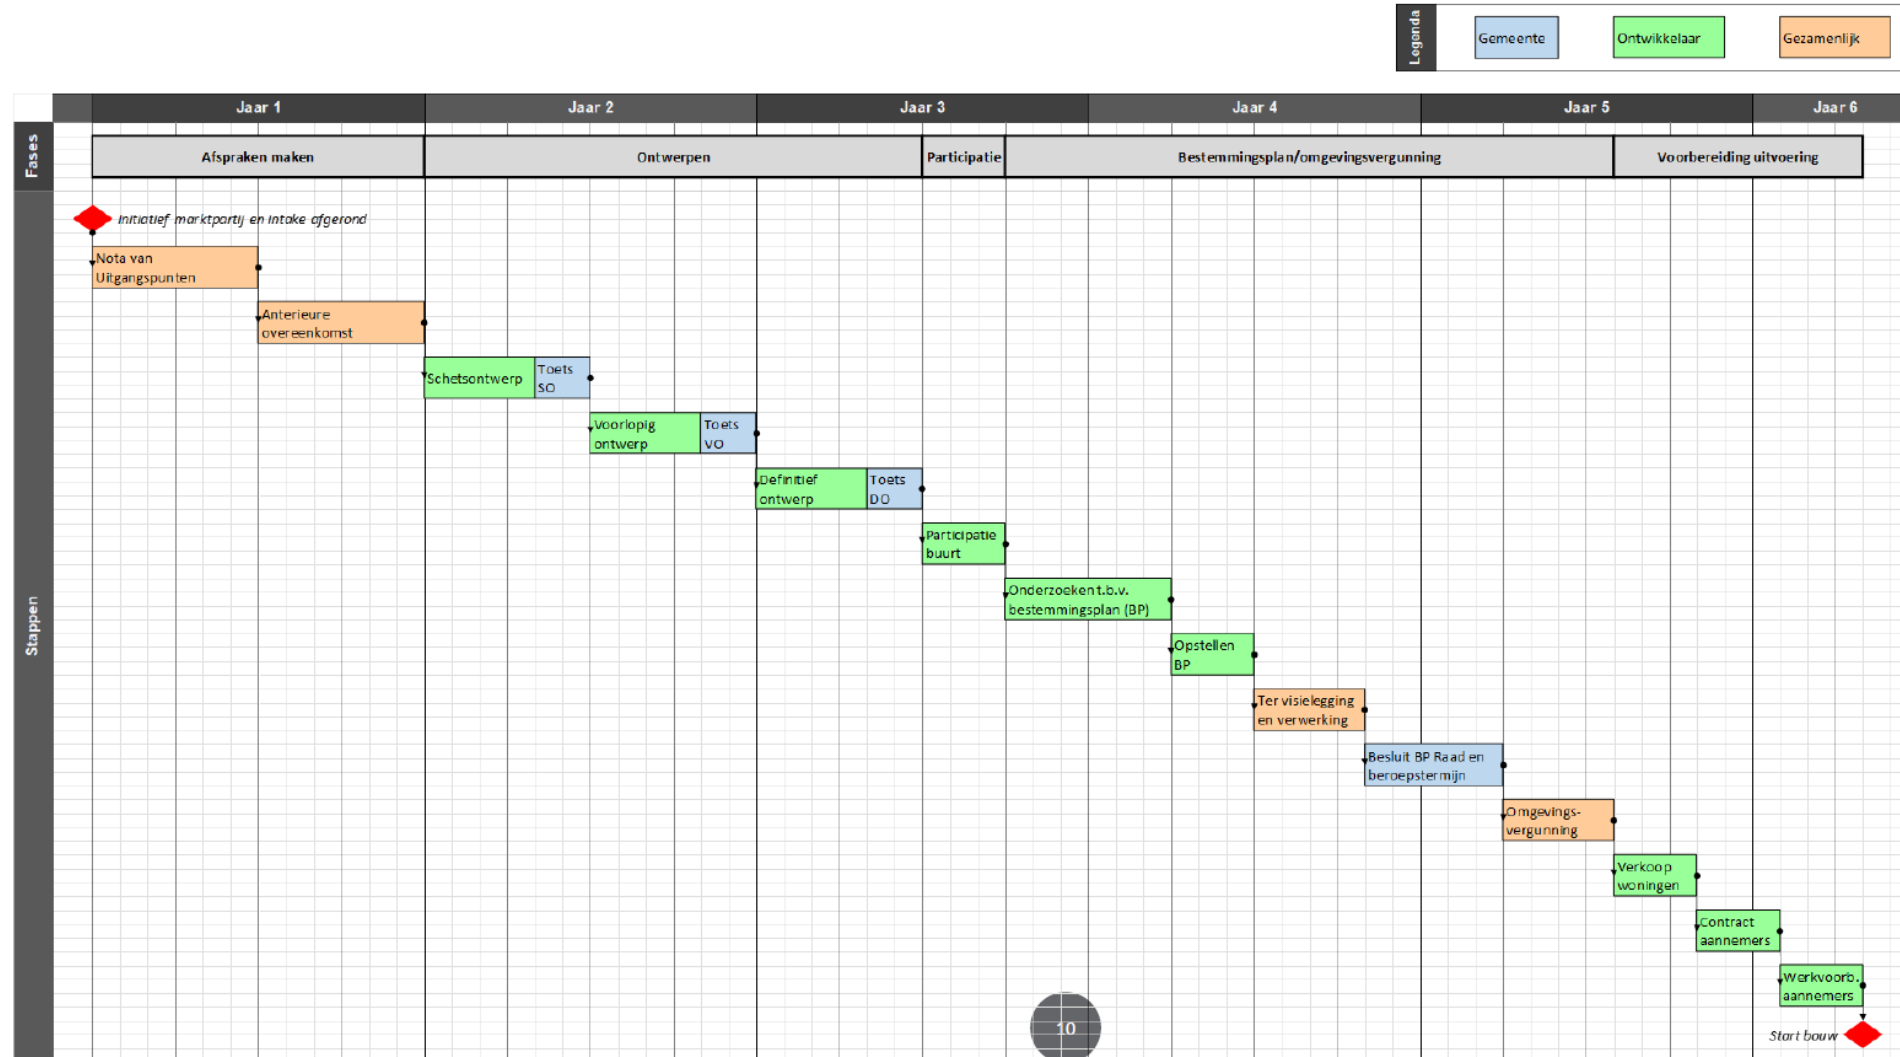 Legenda
Gemeente
Ontwikkelaar
Gezamenlijk
Jaar 1
Jaar 2
Jaar 3
Jaar 4
Jaar 5
Jaar 6
Fases
Afspraken maken
Ontwerpen
Participatie
Bestemmingsplan/omgevingsvergunning
Voorbereiding uitvoering
Stappen
Initiatief marktpartij en intake afgerond
Nota van
Uitgangspunten
Anterieure
overeenkomst
Schetsontwerp
Toets
SO
Voorlopig
ontwerp
Toets
VO
Definitief
ontwerp
Toets
DO
Participatie
buurt
Onderzoeken t.b.v.
bestemmingsplan (BP)
Opstellen
BP
Ter visielegging
en verwerking
Besluit BP Raad en
beroepstermijn
Omgevings-
vergunning
Verkoop
woningen
Contract
aannemers
Werkvoorb.
aannemers
Start bouw
10